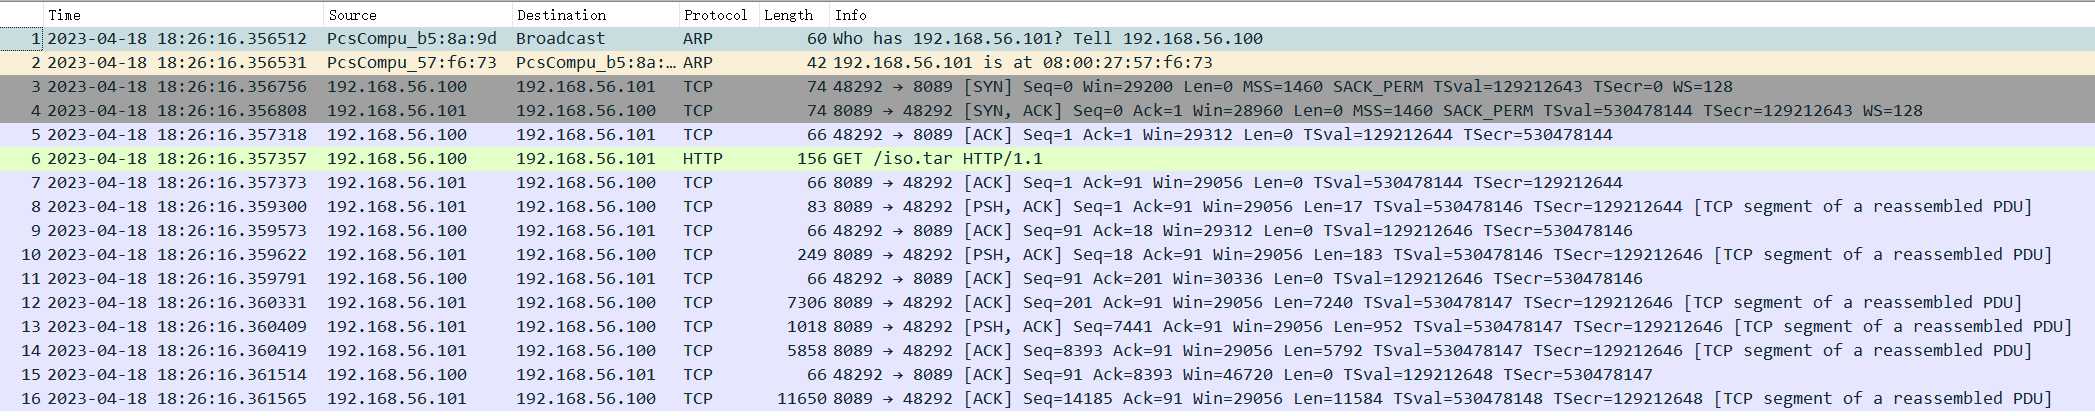 Time Source Destination Protocol Length Info
1 2023-04-18 18:26:16.356512 PcsCompu_b5:8a:9d Broadcast ARP 60 Who has 192.168.56.101? Tell 192.168.56.100
2 2023-04-18 18:26:16.356531 PcsCompu_57:f6:73 PcsCompu_b5:8a:… ARP 42 192.168.56.101 is at 08:00:27:57:f6:73
3 2023-04-18 18:26:16.356756 192.168.56.100 192.168.56.101 TCP 74 48292 → 8089 [SYN] Seq=0 Win=29200 Len=0 MSS=1460 SACK_PERM TSval=129212643 TSecr=0 WS=128
4 2023-04-18 18:26:16.356808 192.168.56.101 192.168.56.100 TCP 74 8089 → 48292 [SYN, ACK] Seq=0 Ack=1 Win=28960 Len=0 MSS=1460 SACK_PERM TSval=530478144 TSecr=129212643 WS=128
5 2023-04-18 18:26:16.357318 192.168.56.100 192.168.56.101 TCP 66 48292 → 8089 [ACK] Seq=1 Ack=1 Win=29312 Len=0 TSval=129212644 TSecr=530478144
6 2023-04-18 18:26:16.357357 192.168.56.100 192.168.56.101 HTTP 156 GET /iso.tar HTTP/1.1
7 2023-04-18 18:26:16.357373 192.168.56.101 192.168.56.100 TCP 66 8089 → 48292 [ACK] Seq=1 Ack=91 Win=29056 Len=0 TSval=530478144 TSecr=129212644
8 2023-04-18 18:26:16.359300 192.168.56.101 192.168.56.100 TCP 83 8089 → 48292 [PSH, ACK] Seq=1 Ack=91 Win=29056 Len=17 TSval=530478146 TSecr=129212644 [TCP segment of a reassembled PDU]
9 2023-04-18 18:26:16.359573 192.168.56.100 192.168.56.101 TCP 66 48292 → 8089 [ACK] Seq=91 Ack=18 Win=29312 Len=0 TSval=129212646 TSecr=530478146
10 2023-04-18 18:26:16.359622 192.168.56.101 192.168.56.100 TCP 249 8089 → 48292 [PSH, ACK] Seq=18 Ack=91 Win=29056 Len=183 TSval=530478146 TSecr=129212646 [TCP segment of a reassembled PDU]
11 2023-04-18 18:26:16.359791 192.168.56.100 192.168.56.101 TCP 66 48292 → 8089 [ACK] Seq=91 Ack=201 Win=30336 Len=0 TSval=129212646 TSecr=530478146
12 2023-04-18 18:26:16.360331 192.168.56.101 192.168.56.100 TCP 7306 8089 → 48292 [ACK] Seq=201 Ack=91 Win=29056 Len=7240 TSval=530478147 TSecr=129212646 [TCP segment of a reassembled PDU]
13 2023-04-18 18:26:16.360409 192.168.56.101 192.168.56.100 TCP 1018 8089 → 48292 [PSH, ACK] Seq=7441 Ack=91 Win=29056 Len=952 TSval=530478147 TSecr=129212646 [TCP segment of a reassembled PDU]
14 2023-04-18 18:26:16.360419 192.168.56.101 192.168.56.100 TCP 5858 8089 → 48292 [ACK] Seq=8393 Ack=91 Win=29056 Len=5792 TSval=530478147 TSecr=129212646 [TCP segment of a reassembled PDU]
15 2023-04-18 18:26:16.361514 192.168.56.100 192.168.56.101 TCP 66 48292 → 8089 [ACK] Seq=91 Ack=8393 Win=46720 Len=0 TSval=129212648 TSecr=530478147
16 2023-04-18 18:26:16.361565 192.168.56.101 192.168.56.100 TCP 11650 8089 → 48292 [ACK] Seq=14185 Ack=91 Win=29056 Len=11584 TSval=530478148 TSecr=129212648 [TCP segment of a reassembled PDU]